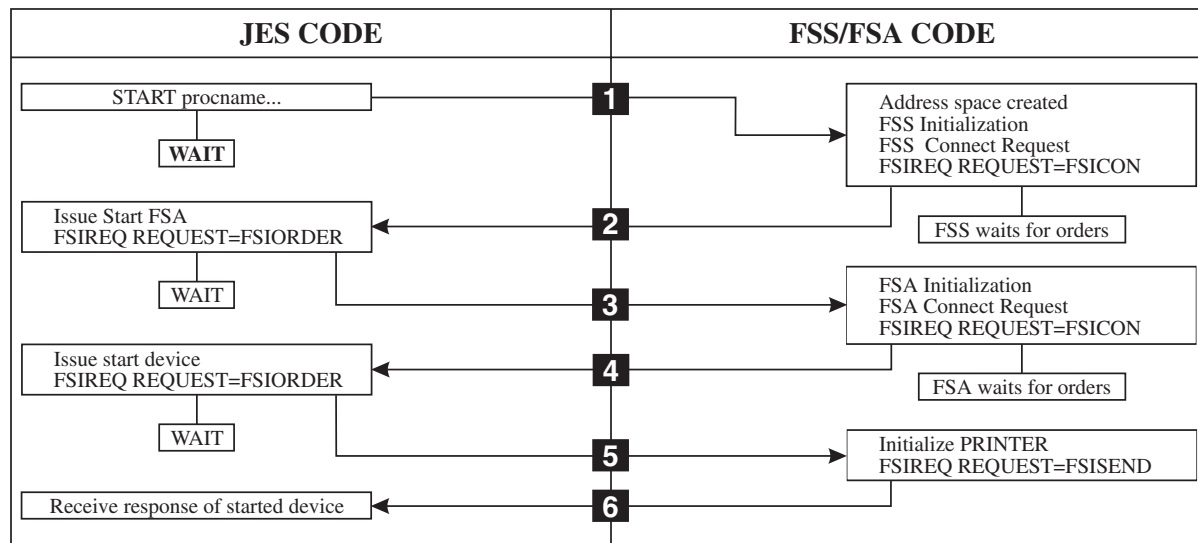 JES CODE
FSS/FSA CODE
START procname...
1
Address space created
FSS Initialization
FSS Connect Request
FSIREQ REQUEST=FSICON
WAIT
Issue Start FSA
FSIREQ REQUEST=FSIORDER
2
FSS waits for orders
WAIT
3
FSA Initialization
FSA Connect Request
FSIREQ REQUEST=FSICON
Issue start device
FSIREQ REQUEST=FSIORDER
4
FSA waits for orders
WAIT
5
Initialize PRINTER
FSIREQ REQUEST=FSISEND
Receive response of started device
6